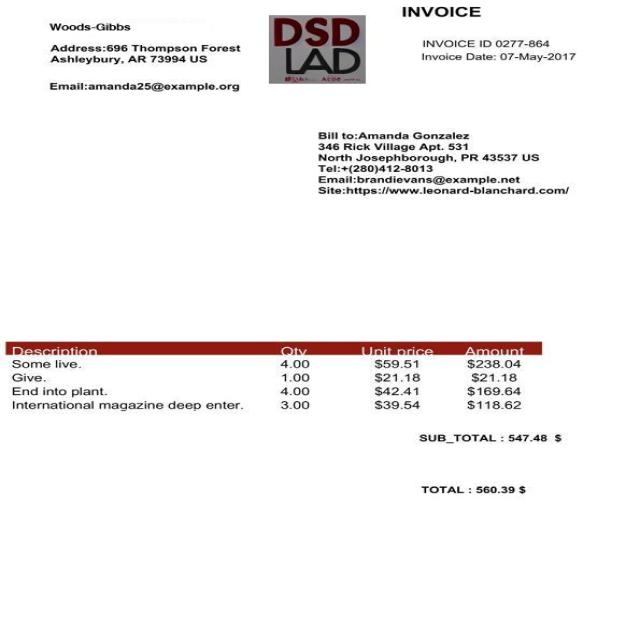 INVOICE
Woods-Gibbs
Address:696 Thompson Forest
Ashleybury, AR 73994 US
Email:amanda25@example.org
DSD
LAD
INVOICE ID 0277-864
Invoice Date: 07-May-2017
Bill to:Amanda Gonzalez
346 Rick Village Apt. 531
North Josephborough, PR 43537 US
Tel:+(280)412-8013
Email:brandievans@example.net
Site:https://www.leonard-blanchard.com/
Description Qty Unit price Amount
Some live. 4.00 $59.51 $238.04
Give. 1.00 $21.18 $21.18
End into plant. 4.00 $42.41 $169.64
International magazine deep enter. 3.00 $39.54 $118.62
SUB_TOTAL : 547.48 $
TOTAL : 560.39 $